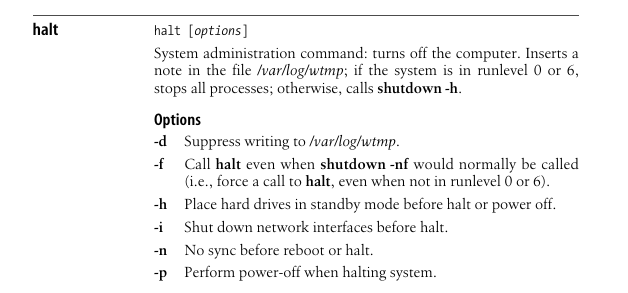 halt halt [options]
System administration command: turns off the computer. Inserts a
note in the file /var/log/wtmp; if the system is in runlevel 0 or 6,
stops all processes; otherwise, calls shutdown -h.
Options
-d Suppress writing to /var/log/wtmp.
-f Call halt even when shutdown -nf would normally be called
(i.e., force a call to halt, even when not in runlevel 0 or 6).
-h Place hard drives in standby mode before halt or power off.
-i Shut down network interfaces before halt.
-n No sync before reboot or halt.
-p Perform power-off when halting system.